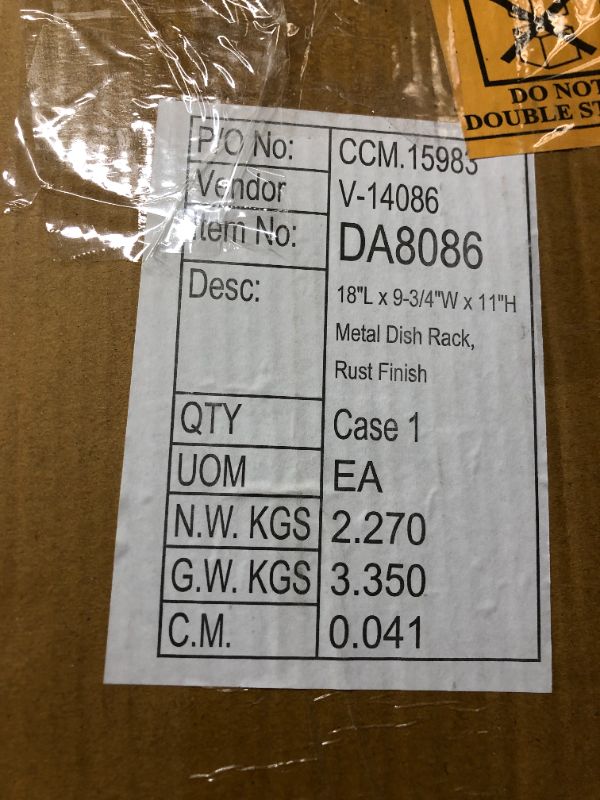 DO NOT
DOUBLE ST
P/O No: CCM.15983
Vendor V-14086
Item No: DA8086
Desc: 18"L x 9-3/4"W x 11"H
Metal Dish Rack,
Rust Finish
QTY Case 1
UOM EA
N.W. KGS 2.270
G.W. KGS 3.350
C.M. 0.041